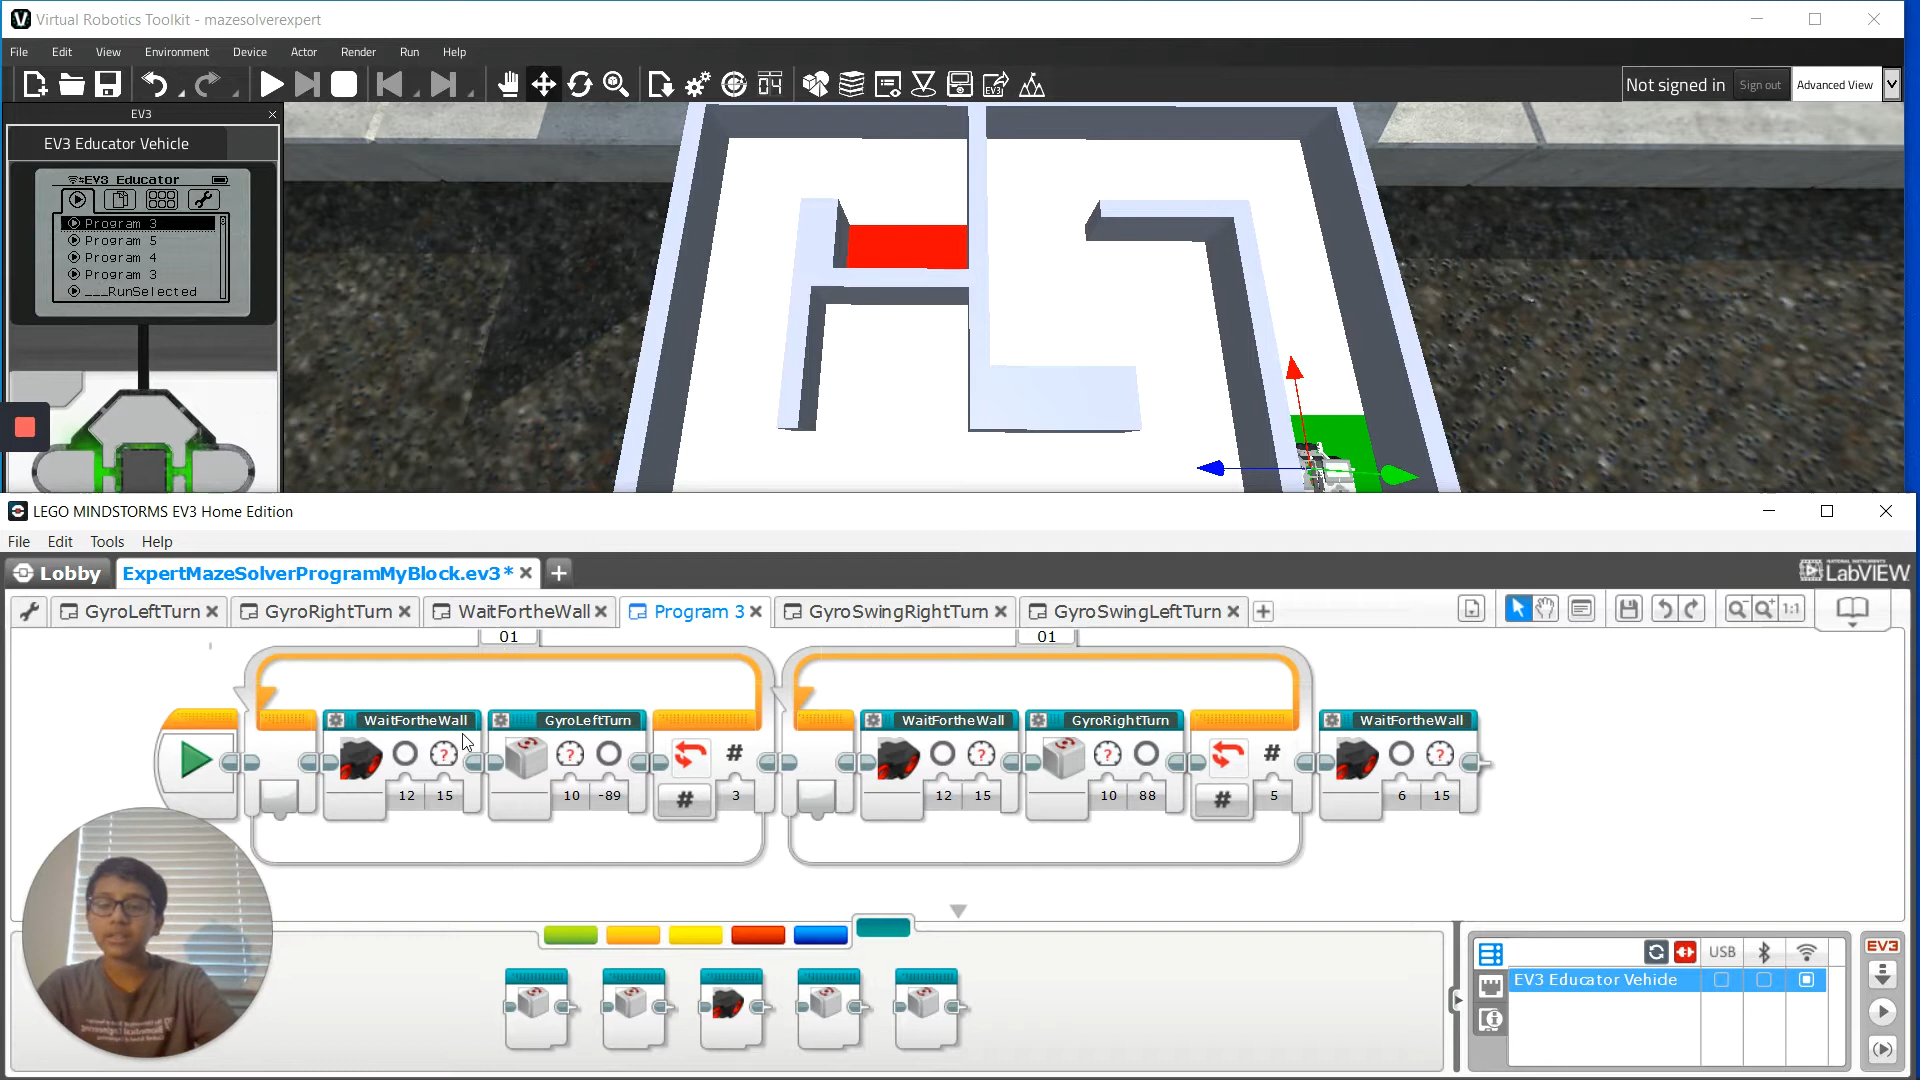 Virtual Robotics Toolkit - mazesolverexpert
File Edit View Environment Device Actor Render Run Help
04 EV3 Not signed in Sign out Advanced View
EV3
EV3 Educator Vehicle
EV3 Educator
Program 3
Program 5
Program 4
Program 3
___RunSelected
LEGO MINDSTORMS EV3 Home Edition
File Edit Tools Help
Lobby ExpertMazeSolverProgramMyBlock.ev3* LabVIEW
GyroLeftTurn GyroRightTurn WaitFortheWall Program 3 GyroSwingRightTurn GyroSwingLeftTurn 1:1
01 01
WaitFortheWall GyroLeftTurn WaitFortheWall GyroRightTurn WaitFortheWall
? ? # ? ? # ?
12 15 10 -89 # 3 12 15 10 88 # 5 6 15
USB EV3
EV3 Educator Vehicle